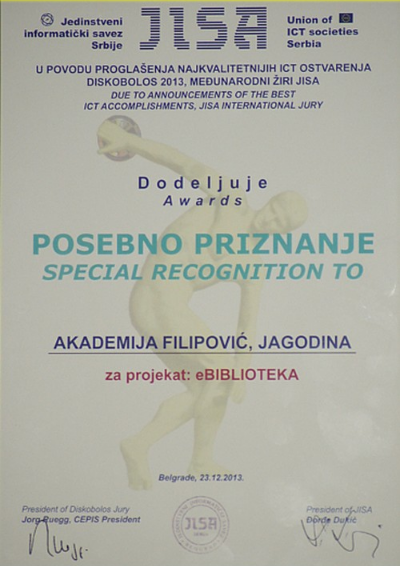 Jedinstveni
informatički savez
Srbije
JISA
Union of
ICT societies
Serbia
U POVODU PROGLAŠENJA NAJKVALITETNIJIH ICT OSTVARENJA
DISKOBOLOS 2013, MEĐUNARODNI ŽIRI JISA
DUE TO ANNOUNCEMENTS OF THE BEST
ICT ACCOMPLISHMENTS, JISA INTERNATIONAL JURY
Dodeljuje
Awards
POSEBNO PRIZNANJE
SPECIAL RECOGNITION TO
AKADEMIJA FILIPOVIĆ, JAGODINA
za projekat: eBIBLIOTEKA
Belgrade, 23.12.2013.
President of Diskobolos Jury
Jorg Ruegg, CEPIS President
President of JISA
Đorđe Dukić
JISA